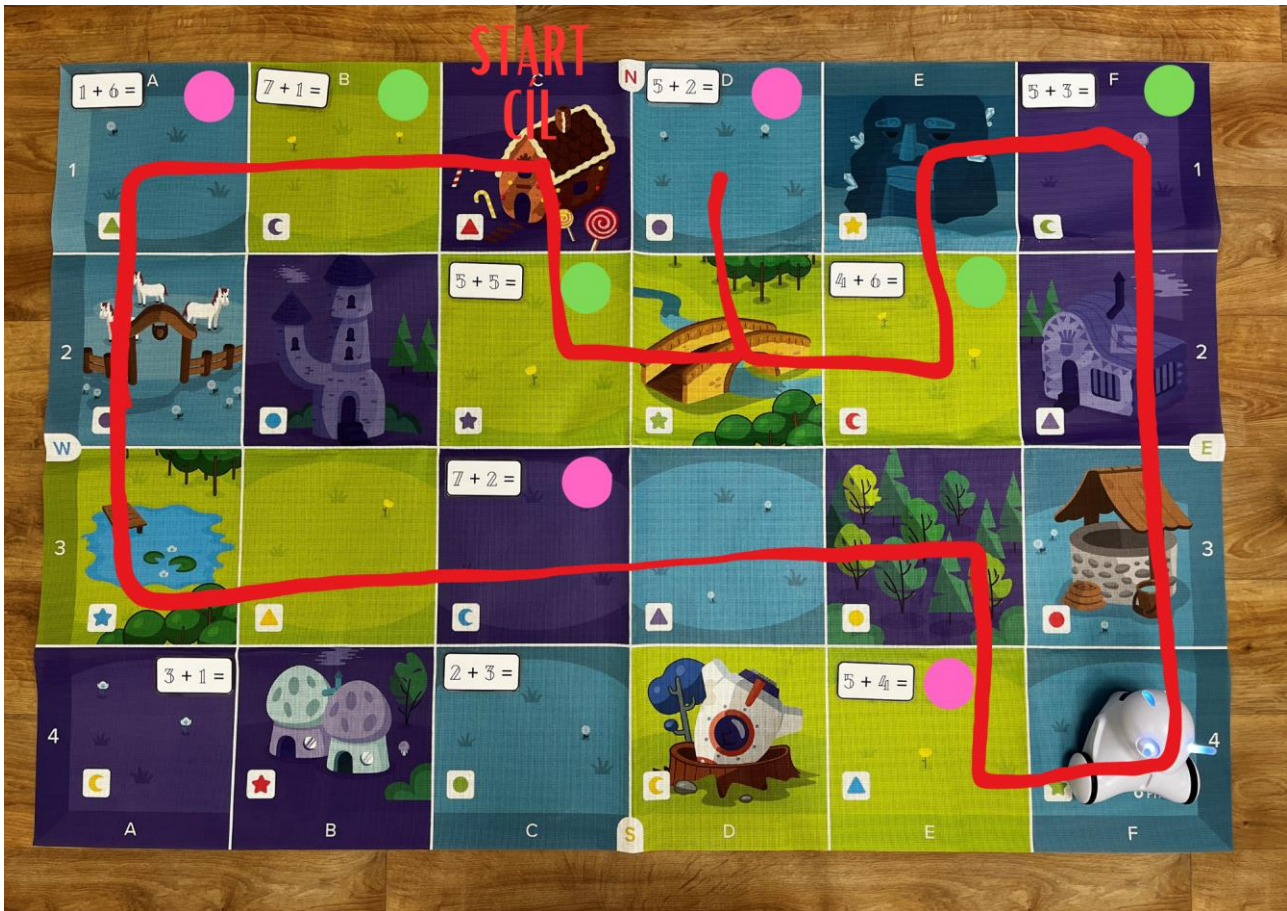 START
CÍL
A
B
C
N
D
E
F
1 + 6 =
7 + 1 =
5 + 2 =
5 + 3 =
1
1
5 + 5 =
4 + 6 =
2
2
W
E
7 + 2 =
3
3
3 + 1 =
2 + 3 =
5 + 4 =
4
4
A
B
C
S
D
E
F